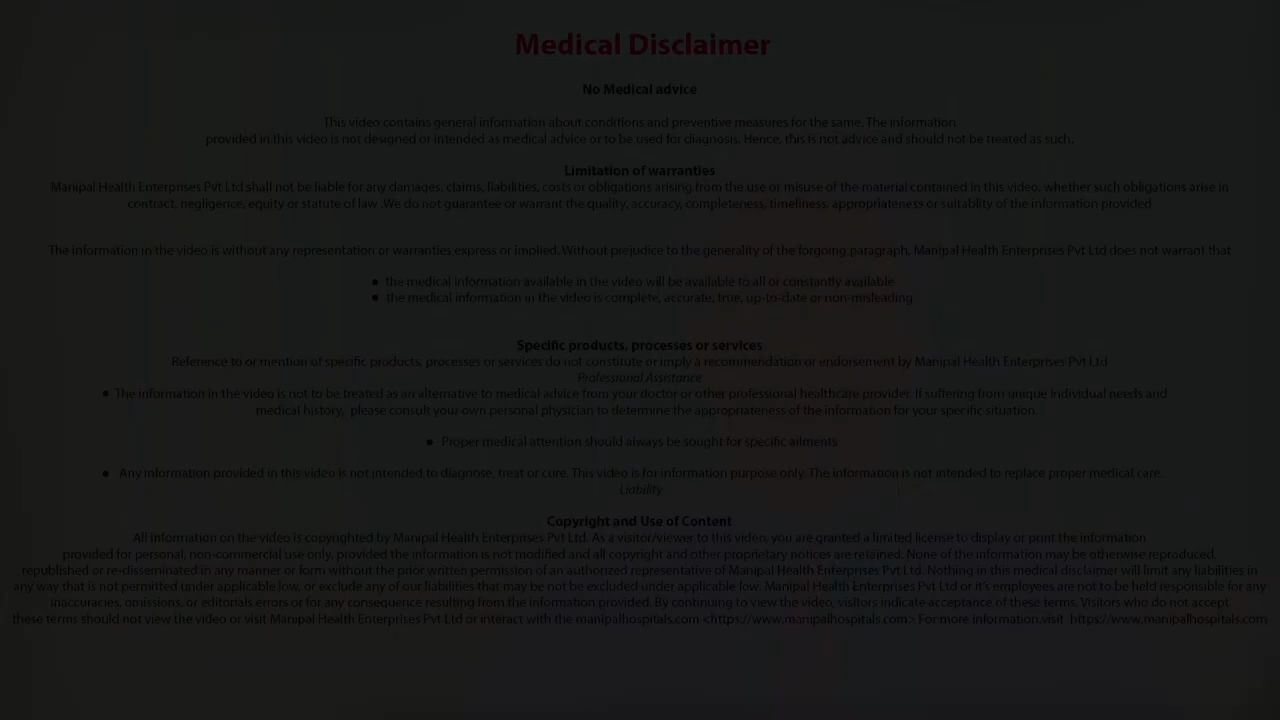 Medical Disclaimer
No Medical advice
This video contains general information about conditions and preventive measures for the same. The information
provided in this video is not designed or intended as medical advice or to be used for diagnosis. Hence, this is not advice and should not be treated as such.
Limitation of warranties
Manipal Health Enterprises Pvt Ltd shall not be liable for any damages, claims, liabilities, costs or obligations arising from the use or misuse of the material contained in this video, whether such obligations arise in
contract, negligence, equity or statute of law .We do not guarantee or warrant the quality, accuracy, completeness, timeliness, appropriateness or suitablity of the information provided
The information in the video is without any representation or warranties express or implied. Without prejudice to the generality of the forgoing paragraph, Manipal Health Enterprises Pvt Ltd does not warrant that
● the medical information available in the video will be available to all or constantly available
● the medical information in the video is complete, accurate, true, up-to-date or non-misleading
Specific products, processes or services
Reference to or mention of specific products, processes or services do not constitute or imply a recommendation or endorsement by Manipal Health Enterprises Pvt Ltd
Professional Assistance
● The information in the video is not to be treated as an alternative to medical advice from your doctor or other professional healthcare provider. If suffering from unique individual needs and
medical history, please consult your own personal physician to determine the appropriateness of the information for your specific situation.
● Proper medical attention should always be sought for specific ailments
● Any information provided in this video is not intended to diagnose, treat or cure. This video is for information purpose only. The information is not intended to replace proper medical care.
Liability
Copyright and Use of Content
All information on the video is copyrighted by Manipal Health Enterprises Pvt Ltd. As a visitor/viewer to this video, you are granted a limited license to display or print the information
provided for personal, non-commercial use only, provided the information is not modified and all copyright and other proprietary notices are retained. None of the information may be otherwise reproduced,
republished or re-disseminated in any manner or form without the prior written permission of an authorized representative of Manipal Health Enterprises Pvt Ltd. Nothing in this medical disclaimer will limit any liabilities in
any way that is not permitted under applicable low, or exclude any of our liabilities that may be not be excluded under applicable low. Manipal Health Enterprises Pvt Ltd or it's employees are not to be held responsible for any
inaccuracies, omissions, or editorials errors or for any consequence resulting from the information provided. By continuing to view the video, visitors indicate acceptance of these terms. Visitors who do not accept
these terms should not view the video or visit Manipal Health Enterprises Pvt Ltd or interact with the manipalhospitals.com <https://www.manipalhospitals.com> For more information visit https://www.manipalhospitals.com